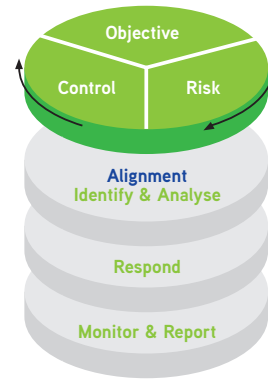 Objective
Control
Risk
Alignment
Identify & Analyse
Respond
Monitor & Report